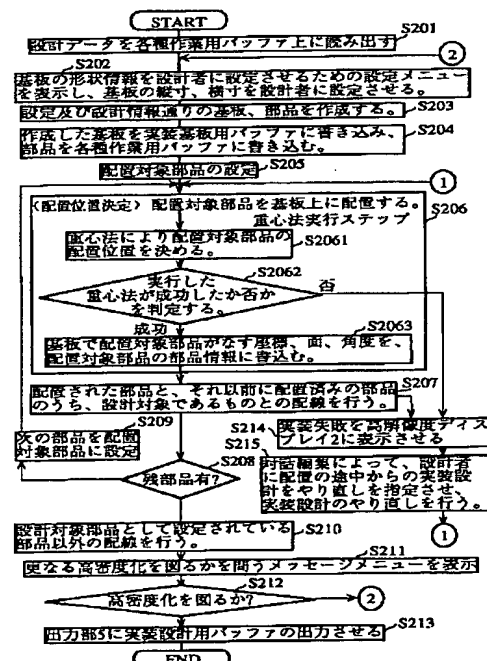 START
S201
設計データを各種作業用バッファ上に読み出す
②
S202
基板の形状情報を設計者に設定させるための設定メニュー
を表示し、基板の縦寸、横寸を設計者に設定させる。
S203
設定及び設計情報通りの基板、部品を作成する。
S204
作成した基板を実装基板用バッファに書き込み、
部品を各種作業用バッファに書き込む。
S205
配置対象部品の設定
①
(配置位置決定) 配置対象部品を基板上に配置する。
重心法実行ステップ
S206
S2061
重心法により配置対象部品の
配置位置を決める。
S2062
実行した
重心法が成功したか否か
を判定する。
否
成功
S2063
基板で配置対象部品がなす座標、面、角度を、
配置対象部品の部品情報に書込む。
S207
配置された部品と、それ以前に配置済みの部品
のうち、設計対象であるものとの配線を行う。
S209
次の部品を配置
対象部品に設定
S208
残部品有?
S214
実装失敗を高解像度ディス
プレイ2に表示させる
S215
対話編集によって、設計者
に配置の途中からの実装設
計をやり直しを指定させ、
実装設計のやり直しを行う。
①
S210
設計対象部品として設定されている
部品以外の配線を行う。
S211
更なる高密度化を図るかを問うメッセージメニューを表示
S212
高密度化を図るか?
②
S213
出力部5に実装設計用バッファの出力させる
END